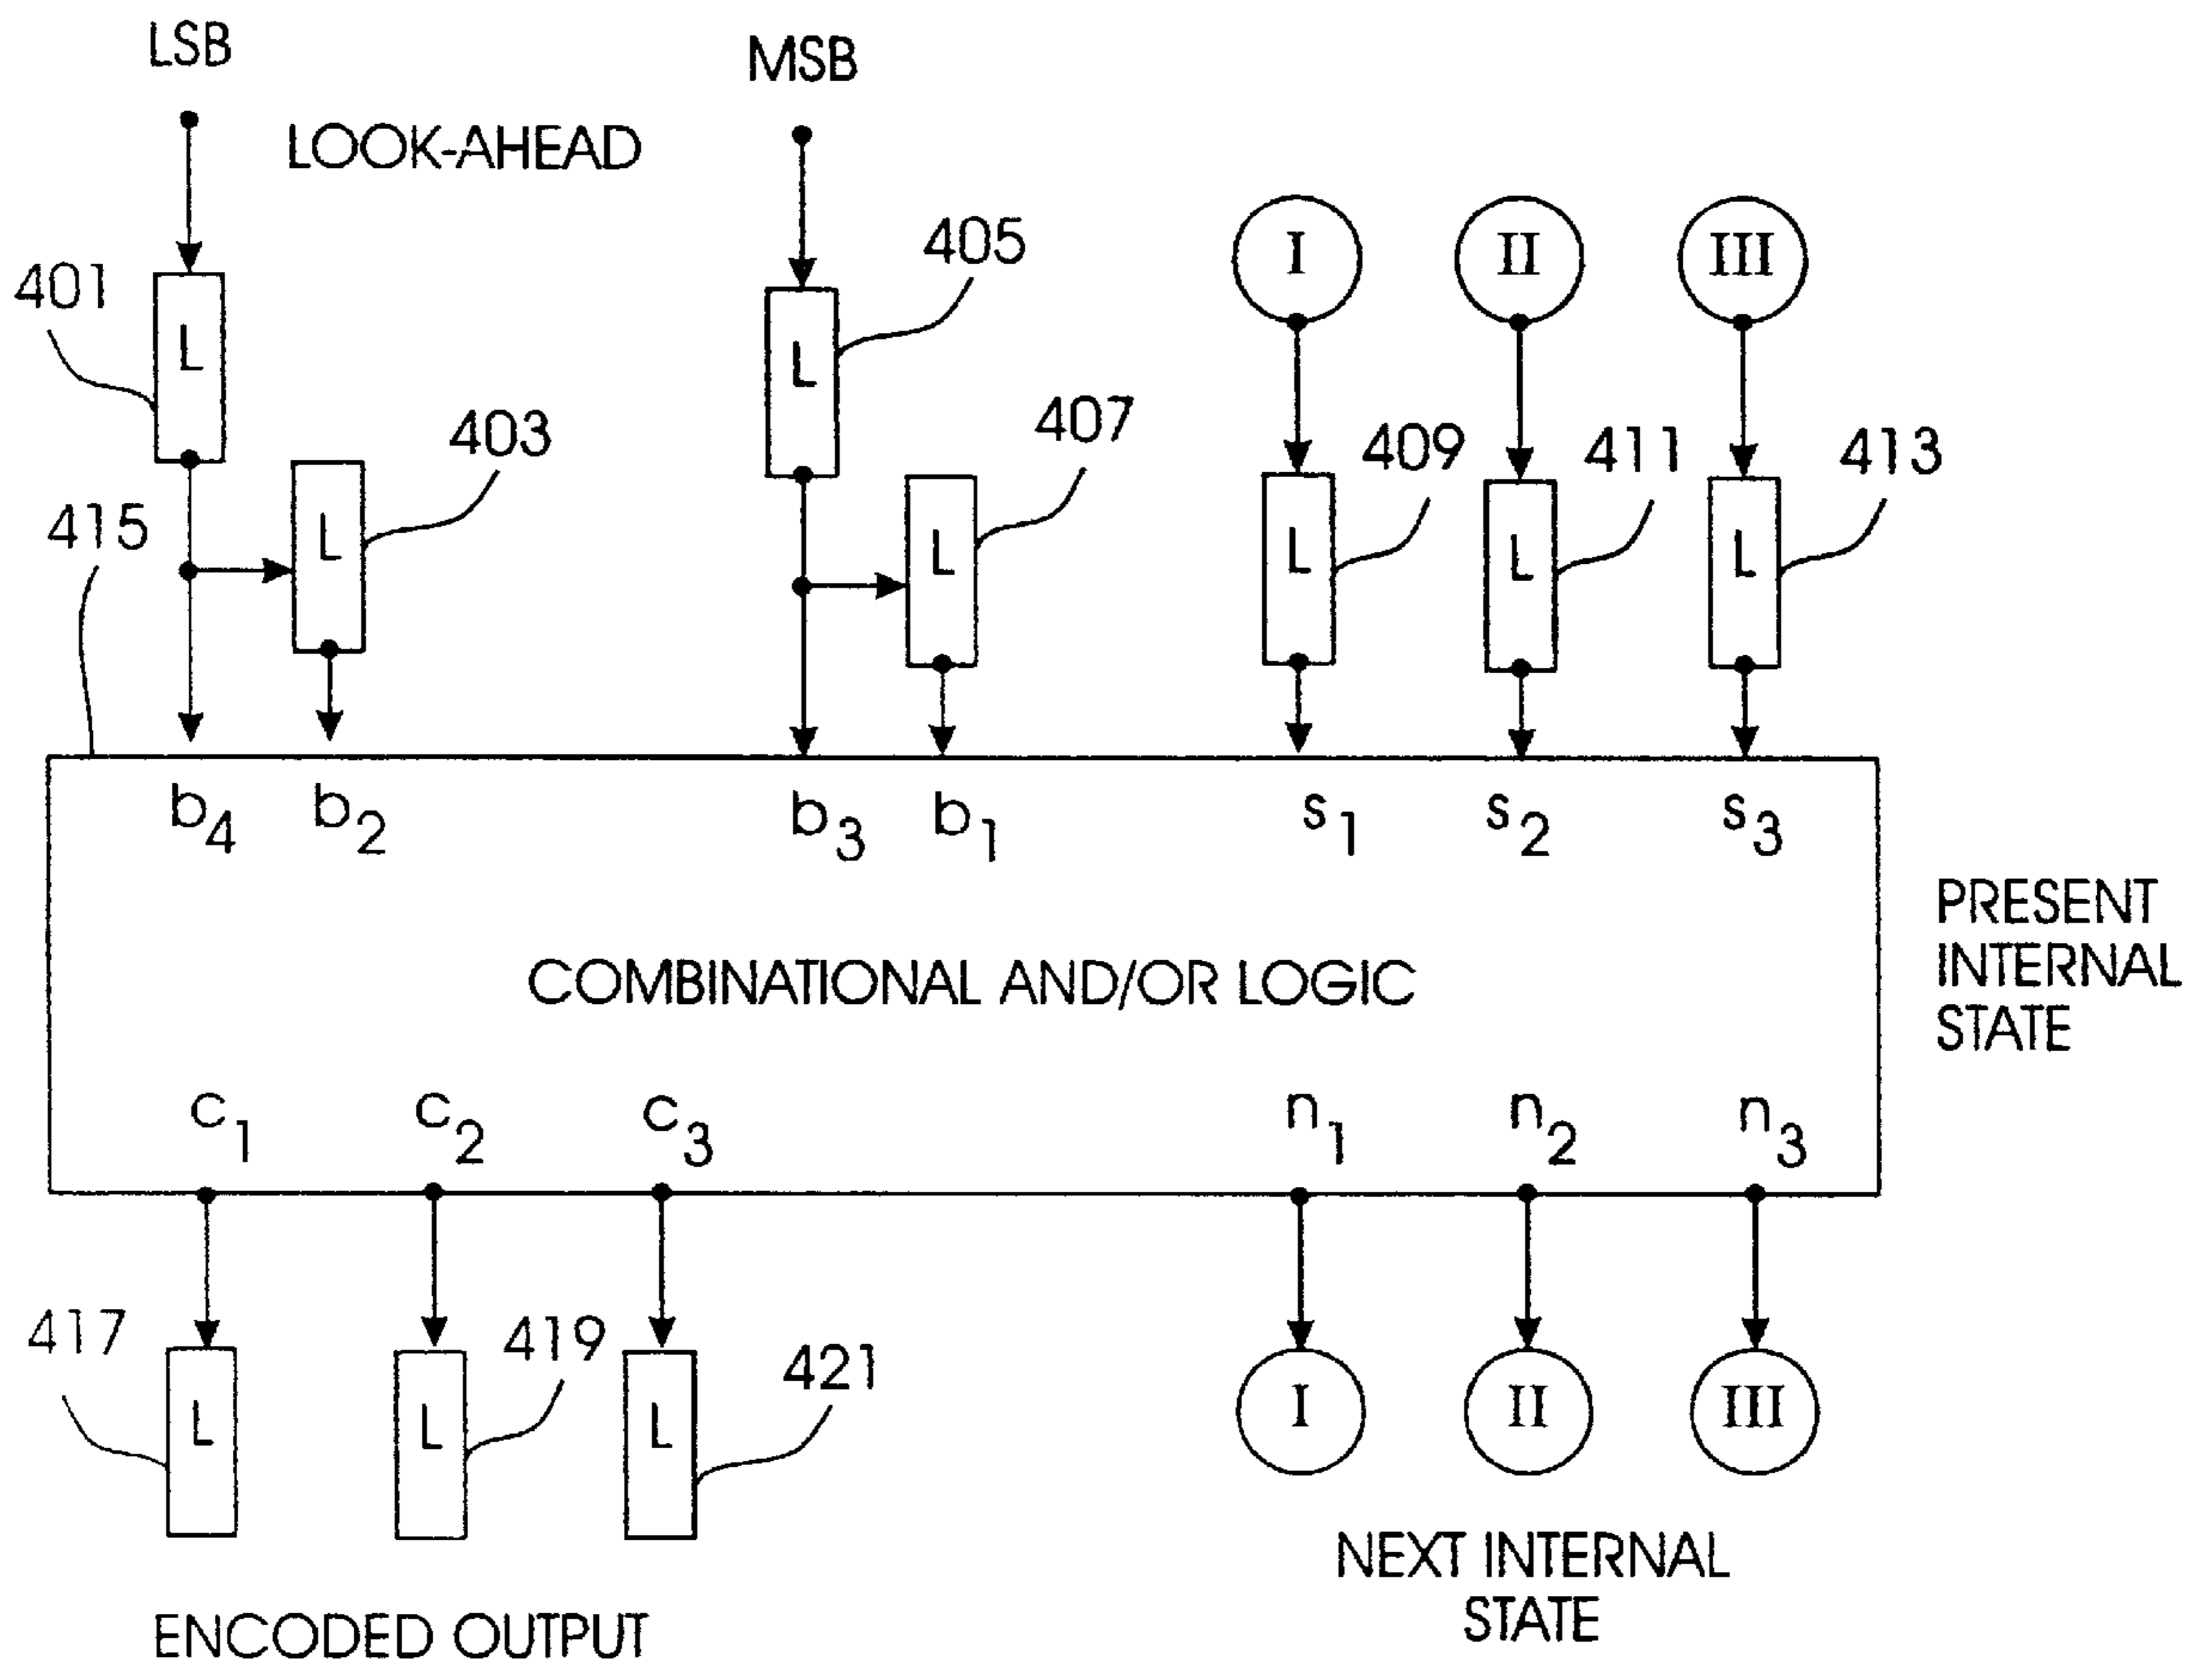 LSB
MSB
LOOK-AHEAD
405
I
II
III
401
L
L
407
403
409
411
413
415
L
L
L
L
L
b4
b2
b3
b1
s1
s2
s3
PRESENT
INTERNAL
STATE
COMBINATIONAL AND/OR LOGIC
c1
c2
c3
n1
n2
n3
417
419
421
L
L
L
I
II
III
NEXT INTERNAL
STATE
ENCODED OUTPUT